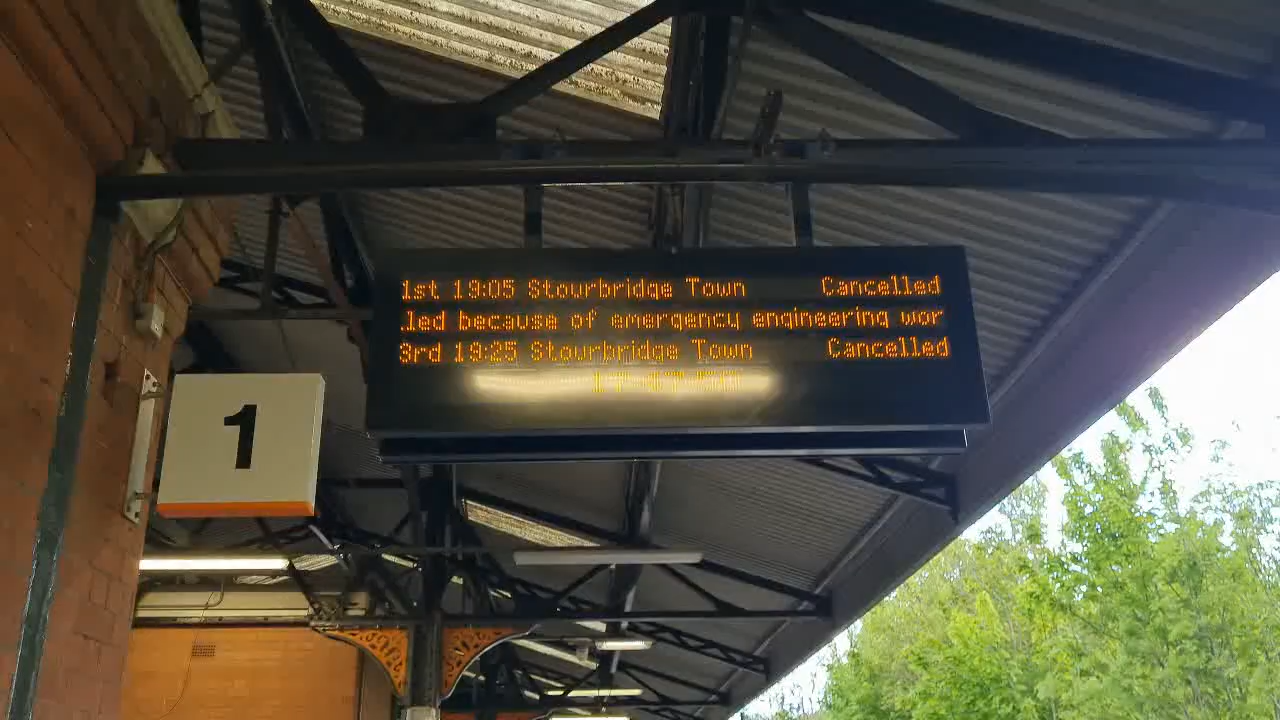 1st 19:05 Stourbridge Town Cancelled
.led because of emergency engineering wor
3rd 19:25 Stourbridge Town Cancelled
1